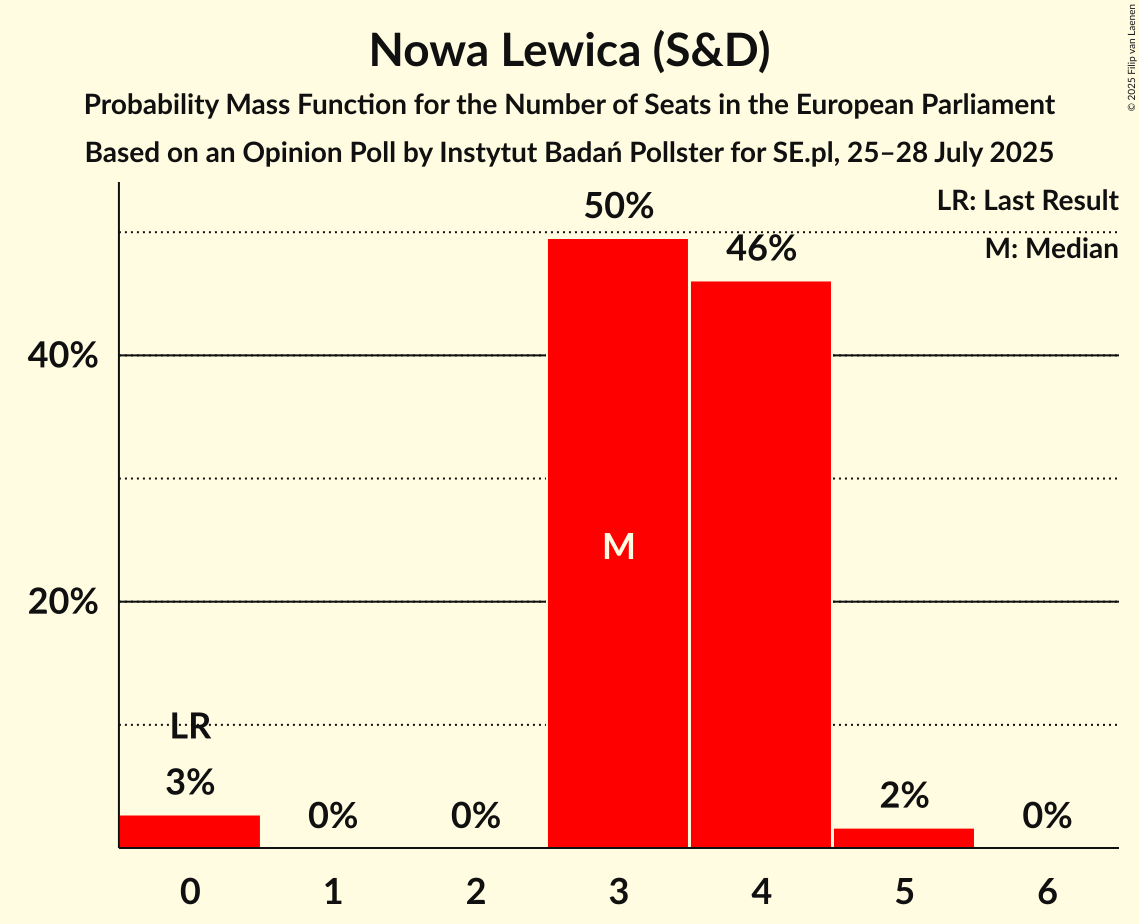 Nowa Lewica (S&D)
Probability Mass Function for the Number of Seats in the European Parliament
Based on an Opinion Poll by Instytut Badań Pollster for SE.pl, 25–28 July 2025
© 2025 Filip van Laenen
LR: Last Result
M: Median
50%
46%
40%
M
20%
LR
3%
0%
0%
2%
0%
0
1
2
3
4
5
6